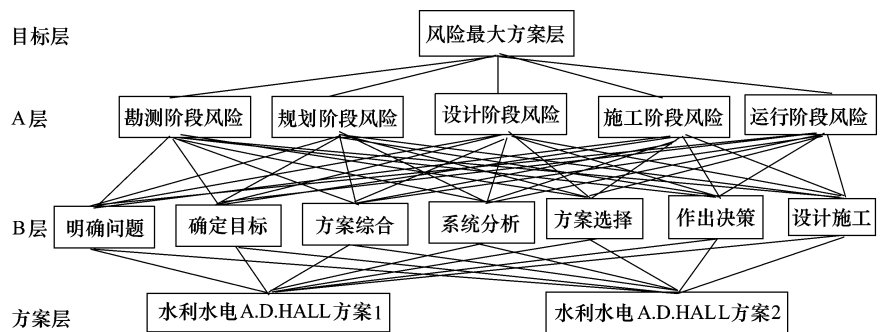 目标层
风险最大方案层
A层
勘测阶段风险
规划阶段风险
设计阶段风险
施工阶段风险
运行阶段风险
B层
明确问题
确定目标
方案综合
系统分析
方案选择
作出决策
设计施工
方案层
水利水电A.D.HALL方案1
水利水电A.D.HALL方案2